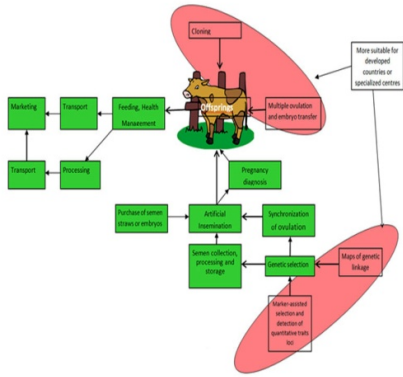 Cloning
More suitable for
developed
countries or
specialized centres
Marketing
Transport
Feeding, Health
Management
Offsprings
Multiple ovulation
and embryo transfer
Transport
Processing
Pregnancy
diagnosis
Purchase of semen
straws or embryos
Artificial
Insemination
Synchronization
of ovulation
Semen collection,
processing and
storage
Genetic selection
Maps of genetic
linkage
Marker-assisted
selection and
detection of
quantitative traits
loci